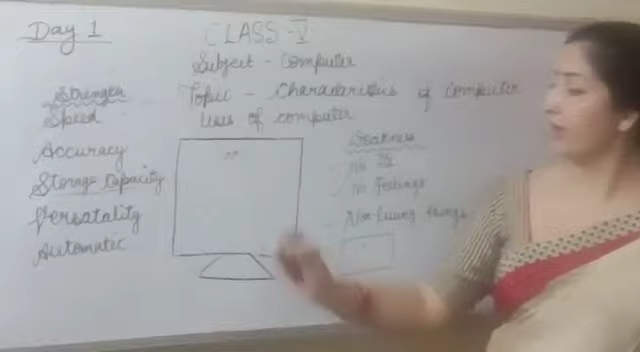 Day 1
CLASS - V
Subject - Computer
Topic - Characteristics of Computer
Uses of computer
Strength
Speed
Accuracy
Storage Capacity
Versatality
Automatic
Weakness
No IQ
No Feelings
Non-living things